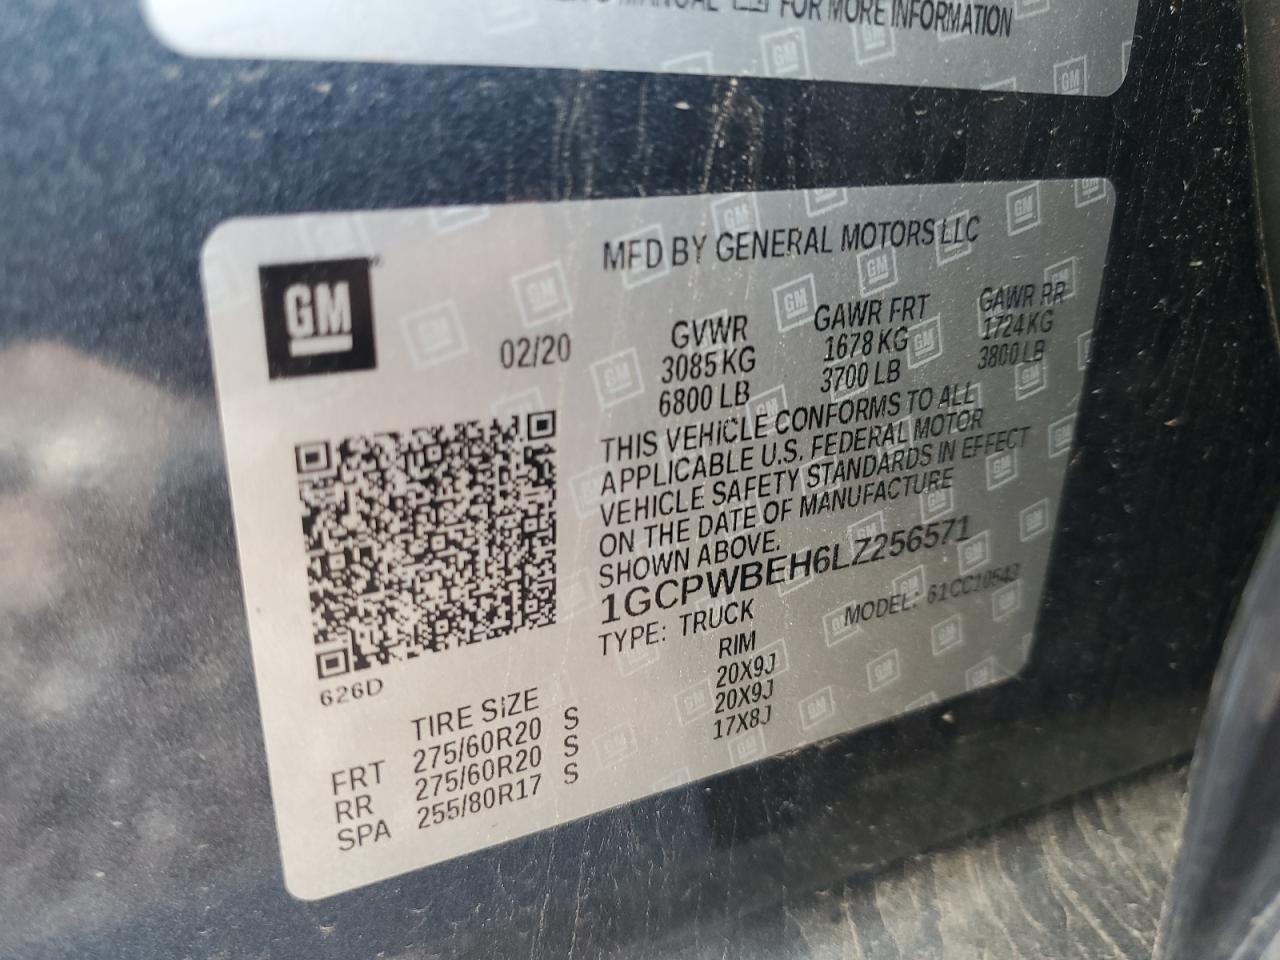 MANUAL FOR MORE INFORMATION
GM
MFD BY GENERAL MOTORS LLC
02/20
GVWR GAWR FRT GAWR RR
3085 KG 1678 KG 1724 KG
6800 LB 3700 LB 3800 LB
THIS VEHICLE CONFORMS TO ALL
APPLICABLE U.S. FEDERAL MOTOR
VEHICLE SAFETY STANDARDS IN EFFECT
ON THE DATE OF MANUFACTURE
SHOWN ABOVE.
1GCPWBEH6LZ256571
TYPE: TRUCK MODEL: 61CC10543
626D
TIRE SIZE RIM
FRT 275/60R20 S 20X9J
RR 275/60R20 S 20X9J
SPA 255/80R17 S 17X8J